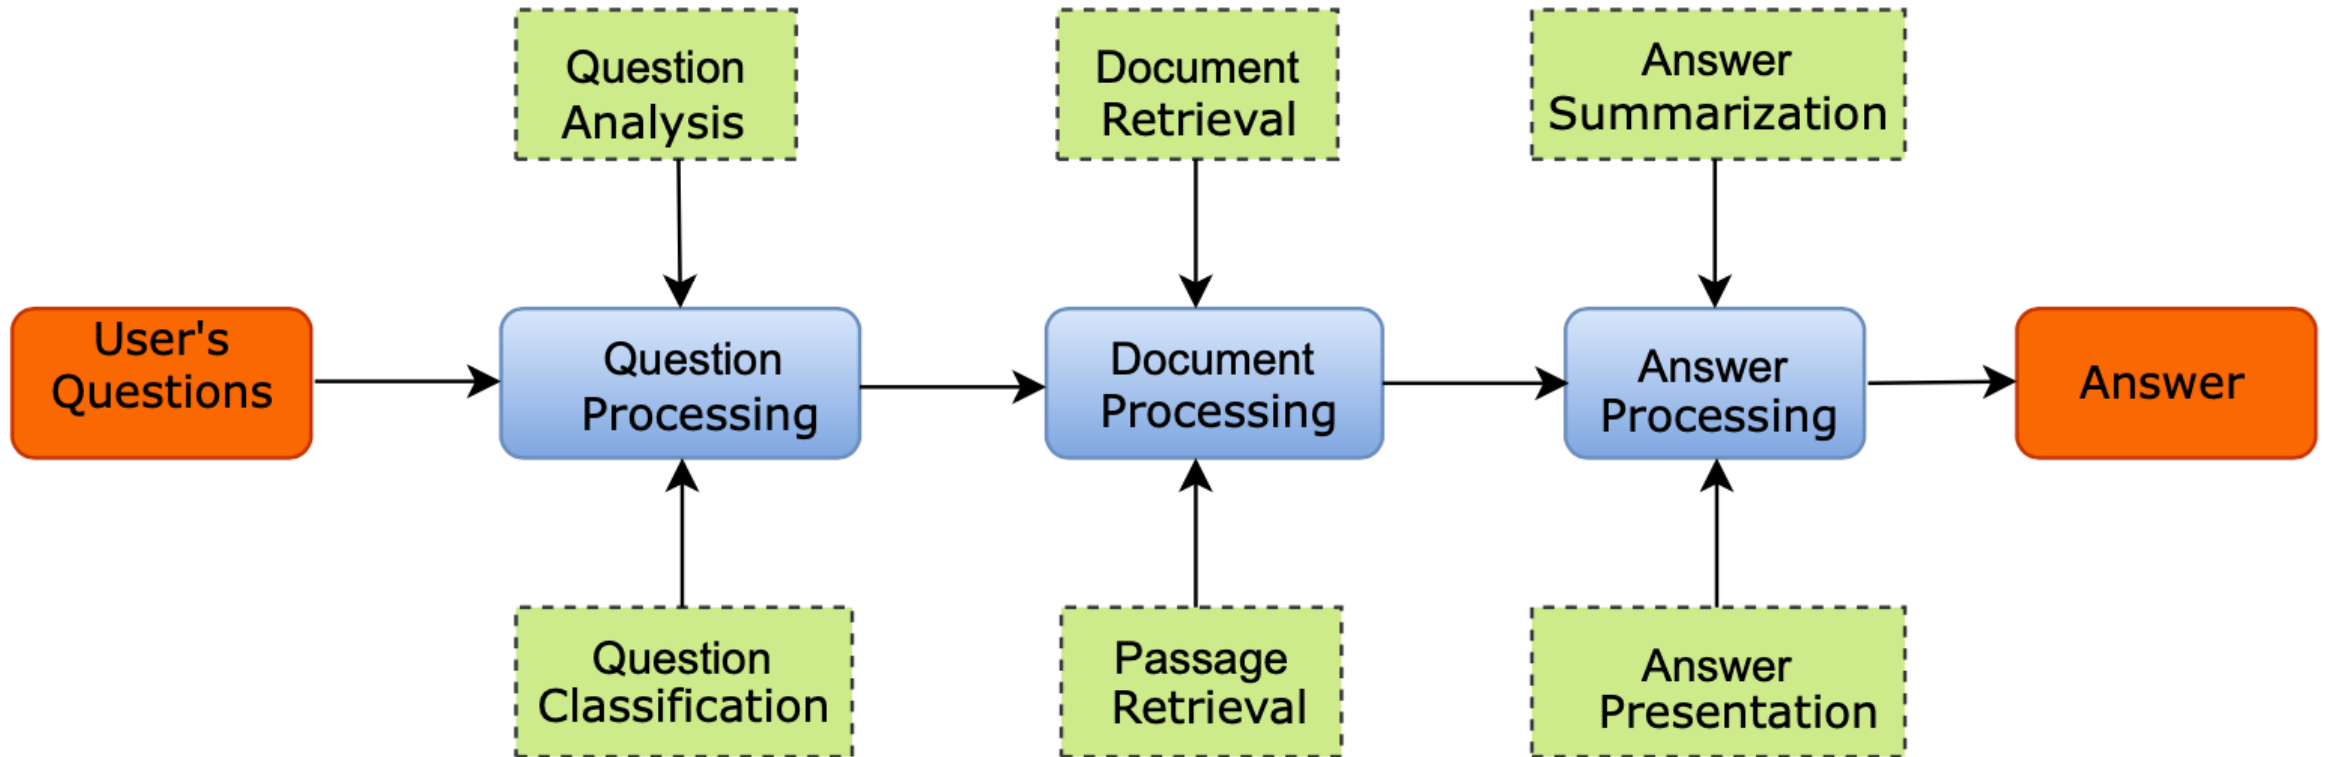 Question
Analysis
Document
Retrieval
Answer
Summarization
User's
Questions
Question
Processing
Document
Processing
Answer
Processing
Answer
Question
Classification
Passage
Retrieval
Answer
Presentation